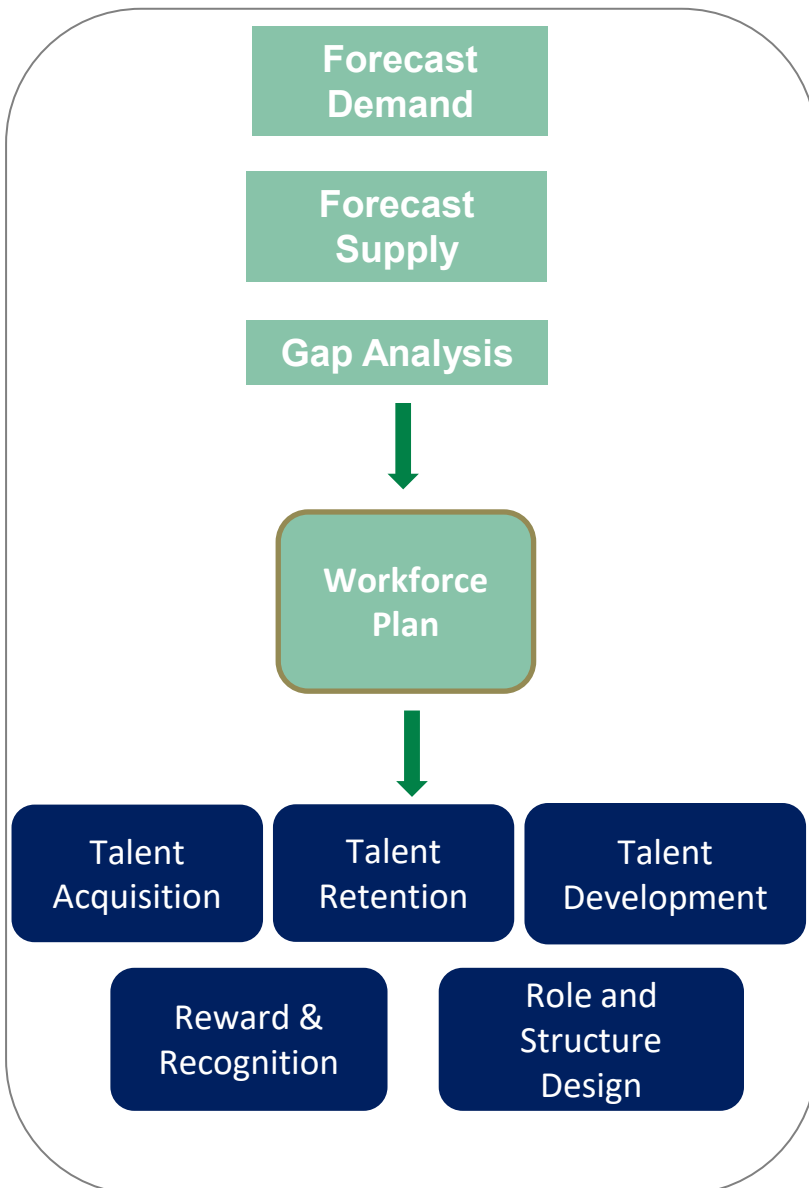 Forecast
Demand
Forecast
Supply
Gap Analysis
Workforce
Plan
Talent
Acquisition
Talent
Retention
Talent
Development
Reward &
Recognition
Role and
Structure
Design